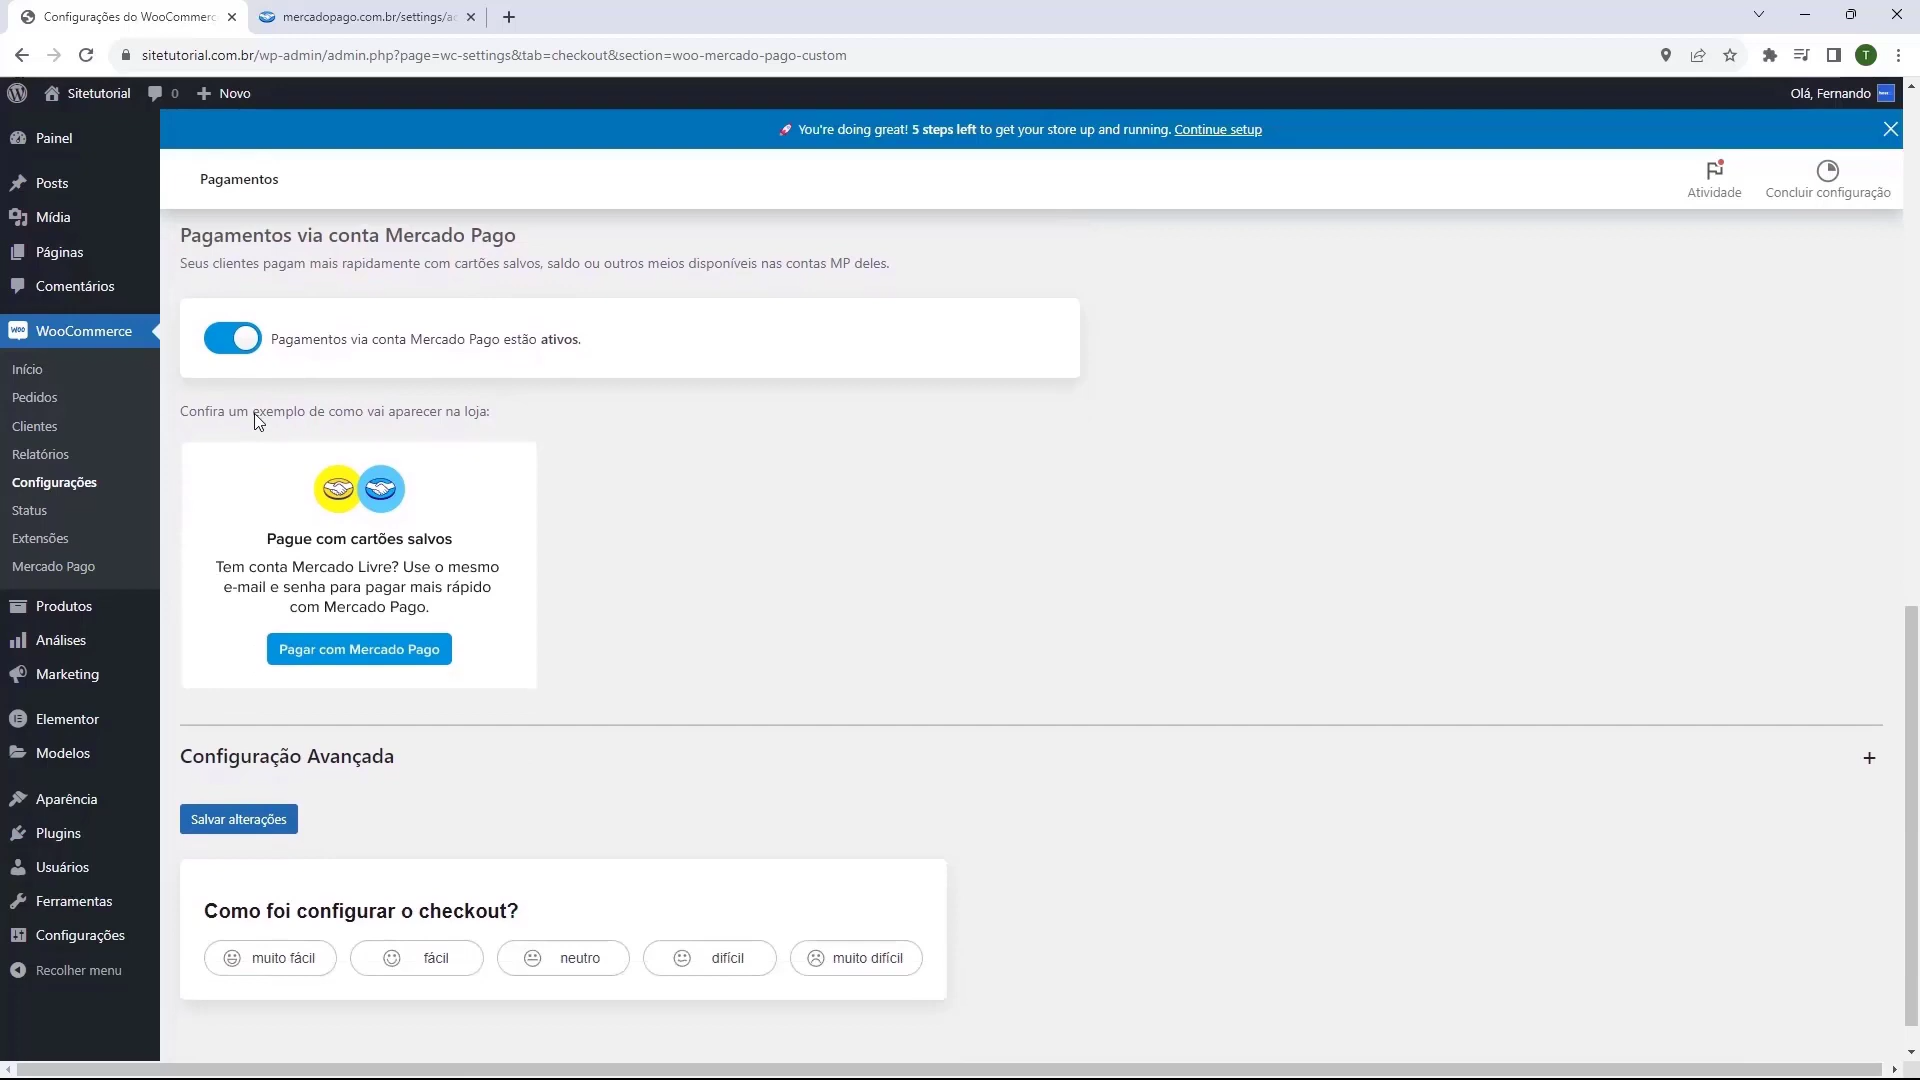 Configurações do WooCommerc
mercadopago.com.br/settings/ac
sitetutorial.com.br/wp-admin/admin.php?page=wc-settings&tab=checkout&section=woo-mercado-pago-custom
T
Sitetutorial
0
Novo
Olá, Fernando
You're doing great! 5 steps left to get your store up and running. Continue setup
Pagamentos
Atividade
Concluir configuração
Painel
Posts
Mídia
Páginas
Comentários
WooCommerce
Início
Pedidos
Clientes
Relatórios
Configurações
Status
Extensões
Mercado Pago
Produtos
Análises
Marketing
Elementor
Modelos
Aparência
Plugins
Usuários
Ferramentas
Configurações
Recolher menu
Pagamentos via conta Mercado Pago
Seus clientes pagam mais rapidamente com cartões salvos, saldo ou outros meios disponíveis nas contas MP deles.
Pagamentos via conta Mercado Pago estão ativos.
Confira um exemplo de como vai aparecer na loja:
Pague com cartões salvos
Tem conta Mercado Livre? Use o mesmo
e-mail e senha para pagar mais rápido
com Mercado Pago.
Pagar com Mercado Pago
Configuração Avançada
Salvar alterações
Como foi configurar o checkout?
muito fácil
fácil
neutro
difícil
muito difícil